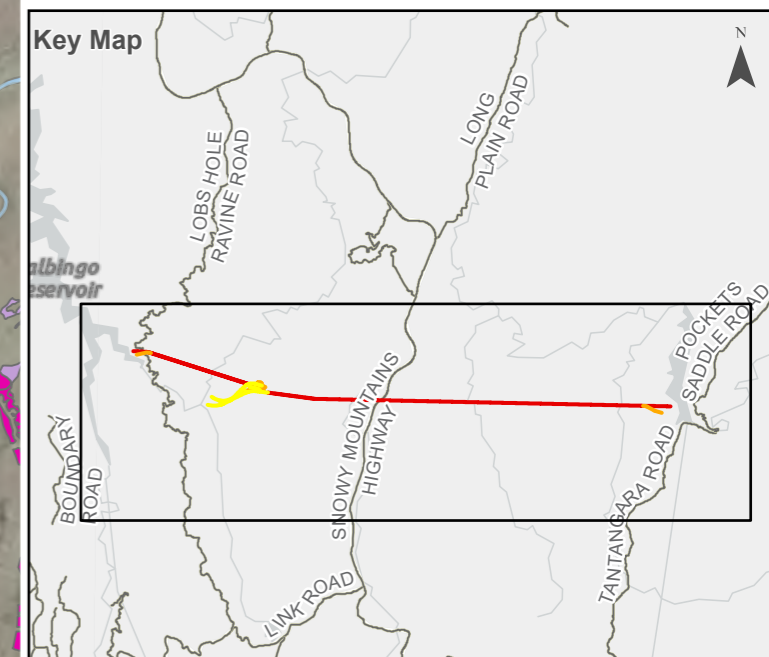 Key Map
N
LONG
PLAIN ROAD
LOBS HOLE
RAVINE ROAD
albingo
eservoir
POCKETS
SADDLE ROAD
SNOWY MOUNTAINS
HIGHWAY
BOUNDARY
ROAD
TANTANGARA ROAD
LINK ROAD